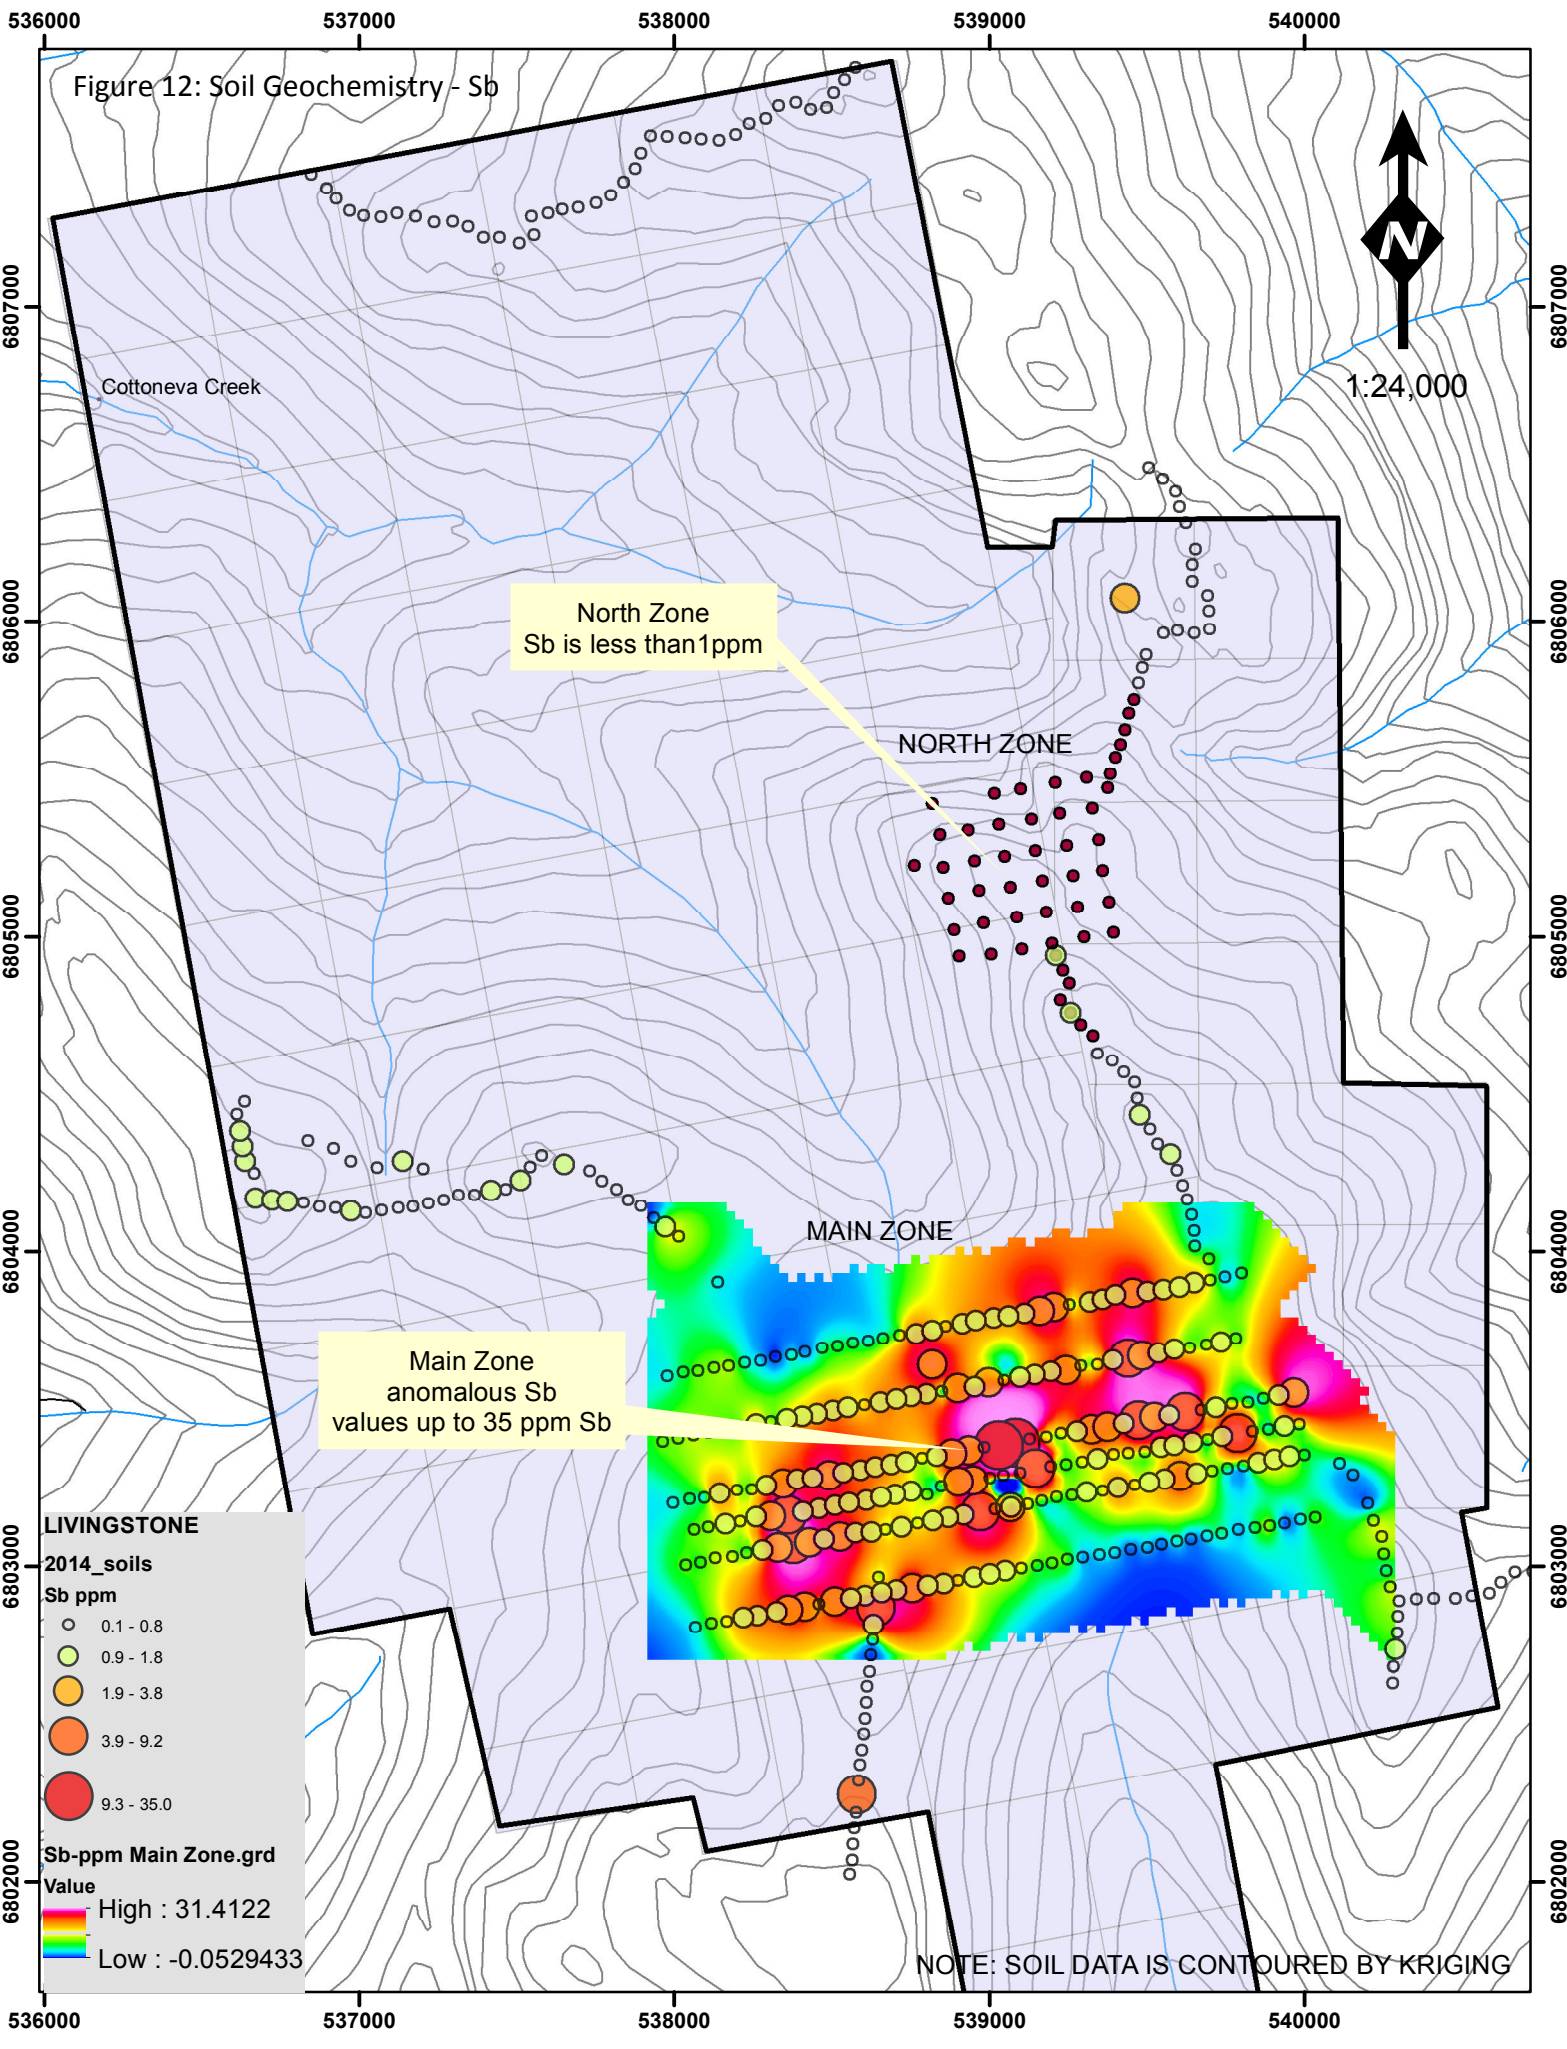 536000 537000 538000 539000 540000
Figure 12: Soil Geochemistry - Sb
N
1:24,000
6807000 6807000
Cottoneva Creek
6806000 6806000
North Zone
Sb is less than1ppm
NORTH ZONE
6805000 6805000
6804000 6804000
MAIN ZONE
Main Zone
anomalous Sb
values up to 35 ppm Sb
6803000 6803000
LIVINGSTONE
2014_soils
Sb ppm
0.1 - 0.8
0.9 - 1.8
1.9 - 3.8
3.9 - 9.2
9.3 - 35.0
Sb-ppm Main Zone.grd
Value
High : 31.4122
Low : -0.0529433
6802000 6802000
NOTE: SOIL DATA IS CONTOURED BY KRIGING
536000 537000 538000 539000 540000